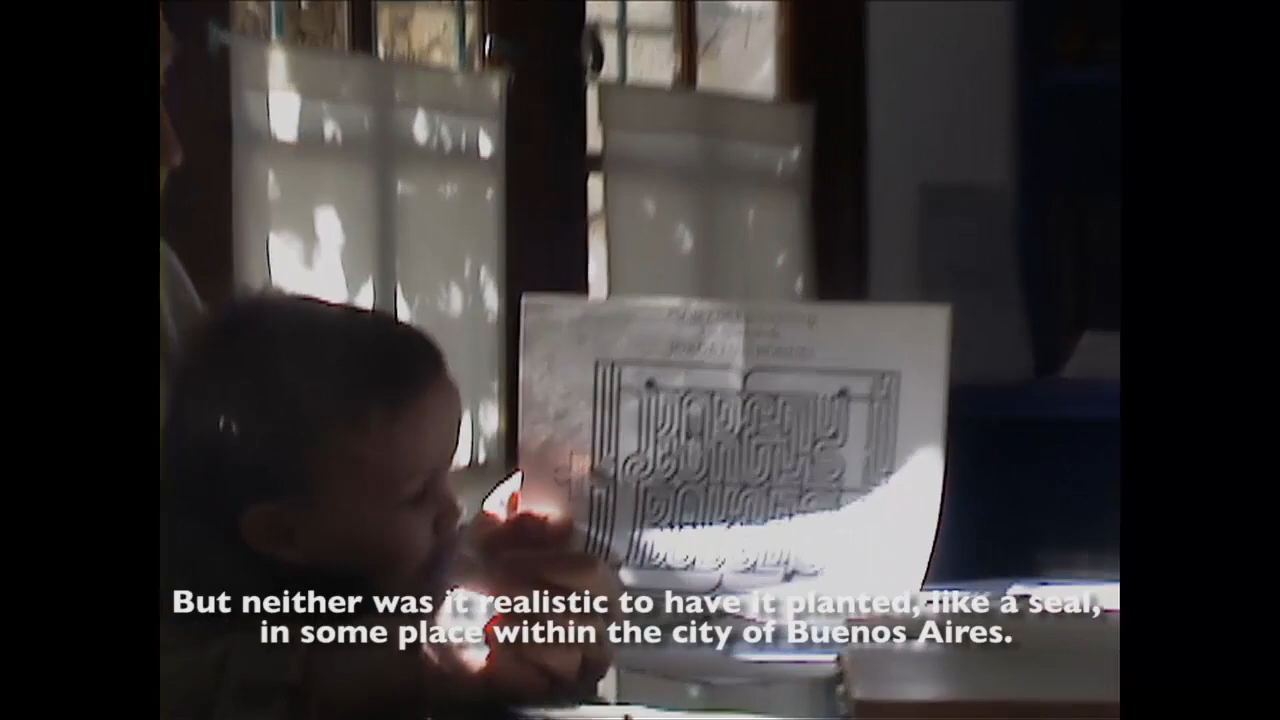 But neither was it realistic to have it planted, like a seal,
in some place within the city of Buenos Aires.